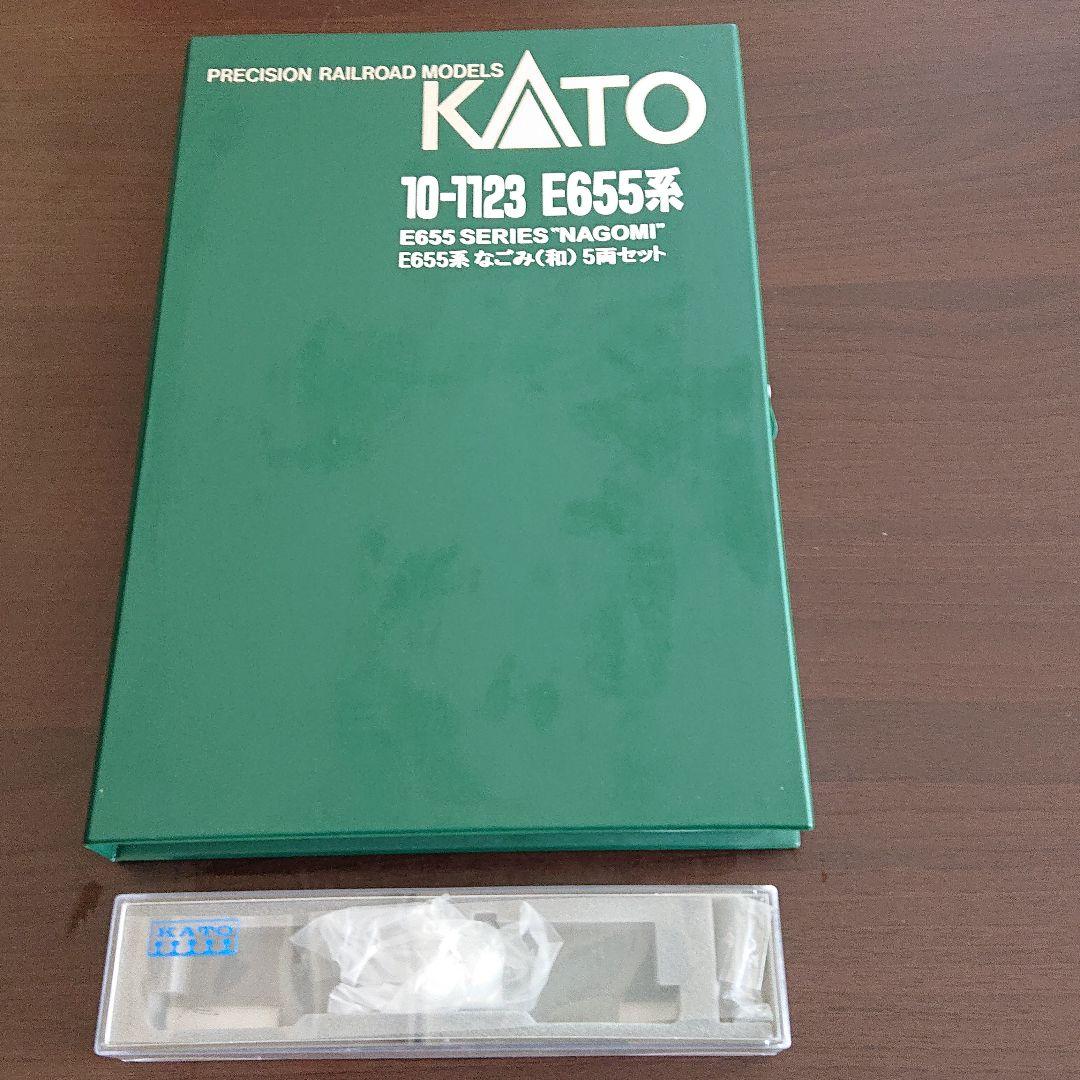 PRECISION RAILROAD MODELS
KATO
10-1123 E655系
E655 SERIES "NAGOMI"
E655系 なごみ(和) 5両セット
KATO